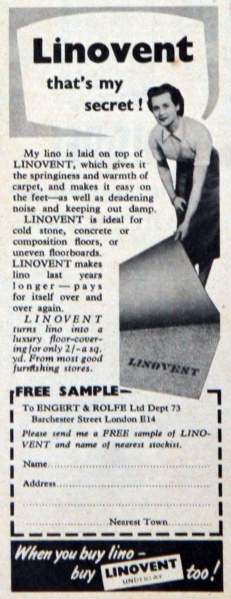 Linovent
that's my
secret!
My lino is laid on top of
LINOVENT, which gives it
the springiness and warmth of
carpet, and makes it easy on
the feet—as well as deadening
noise and keeping out damp.
LINOVENT is ideal for
cold stone, concrete or
composition floors, or
uneven floorboards.
LINOVENT makes
lino last years
longer—pays
for itself over and
over again.
LINOVENT
turns lino into a
luxury floor-cover-
ing for only 2/- a sq.
yd. From most good
furnishing stores.
LINOVENT
FREE SAMPLE—
To ENGERT & ROLFE Ltd Dept 73
Barchester Street London E14
Please send me a FREE sample of LINO-
VENT and name of nearest stockist.
Name
Address
Nearest Town
When you buy lino –
buy LINOVENT too!
UNDERLAY